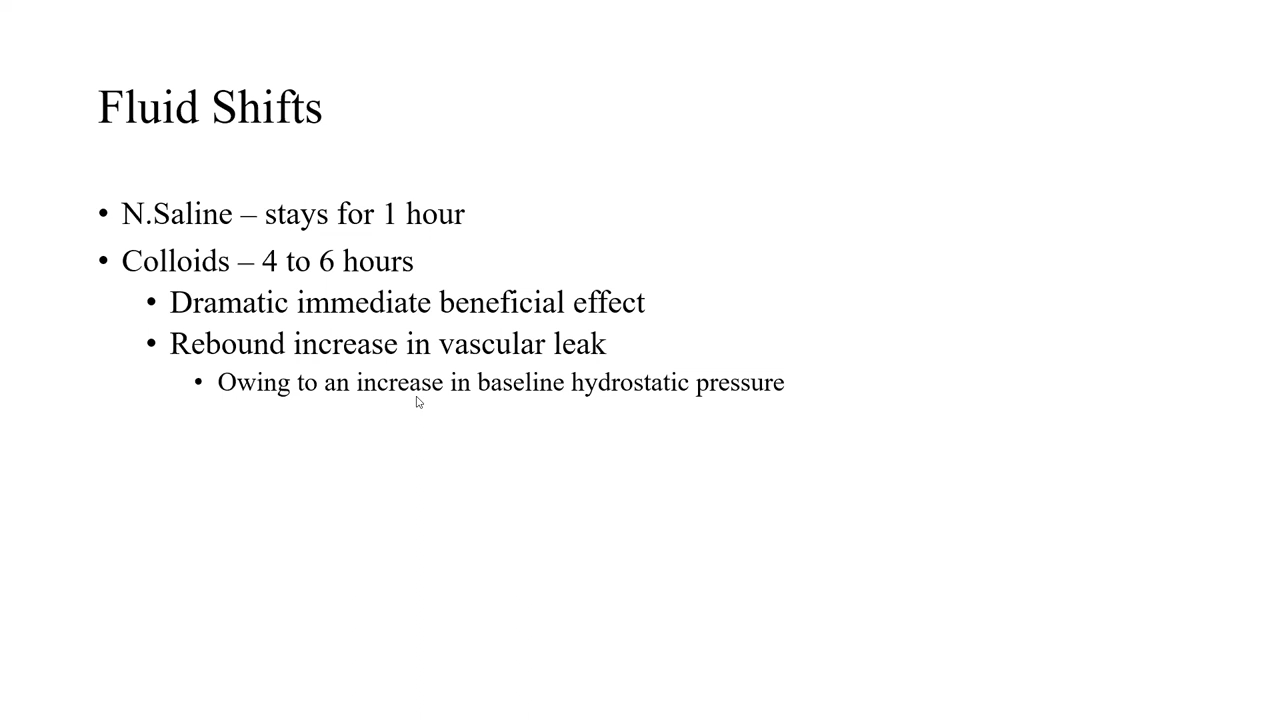 Fluid Shifts
• N.Saline – stays for 1 hour
• Colloids – 4 to 6 hours
• Dramatic immediate beneficial effect
• Rebound increase in vascular leak
• Owing to an increase in baseline hydrostatic pressure